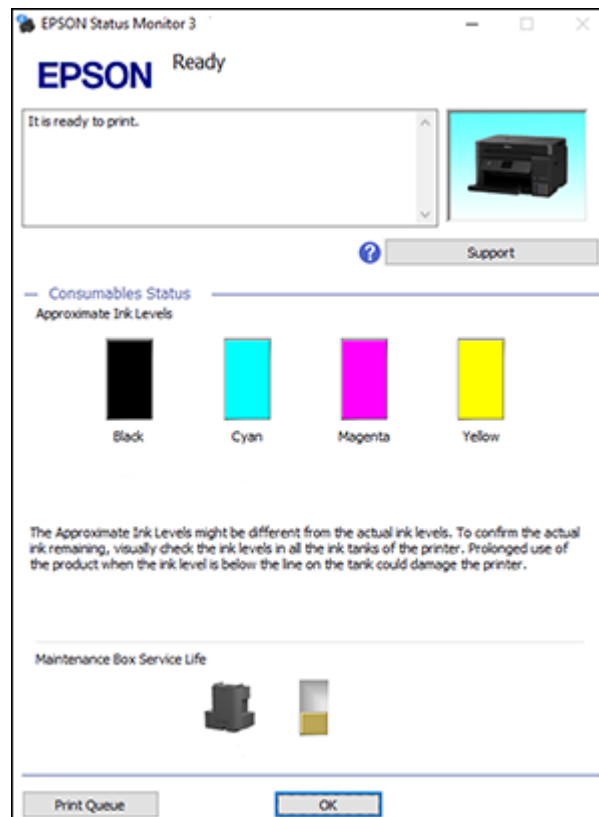 EPSON Status Monitor 3
EPSON
Ready
It is ready to print.
?
Support
Consumables Status
Approximate Ink Levels
Black
Cyan
Magenta
Yellow
The Approximate Ink Levels might be different from the actual ink levels. To confirm the actual
ink remaining, visually check the ink levels in all the ink tanks of the printer. Prolonged use of
the product when the ink level is below the line on the tank could damage the printer.
Maintenance Box Service Life
Print Queue
OK